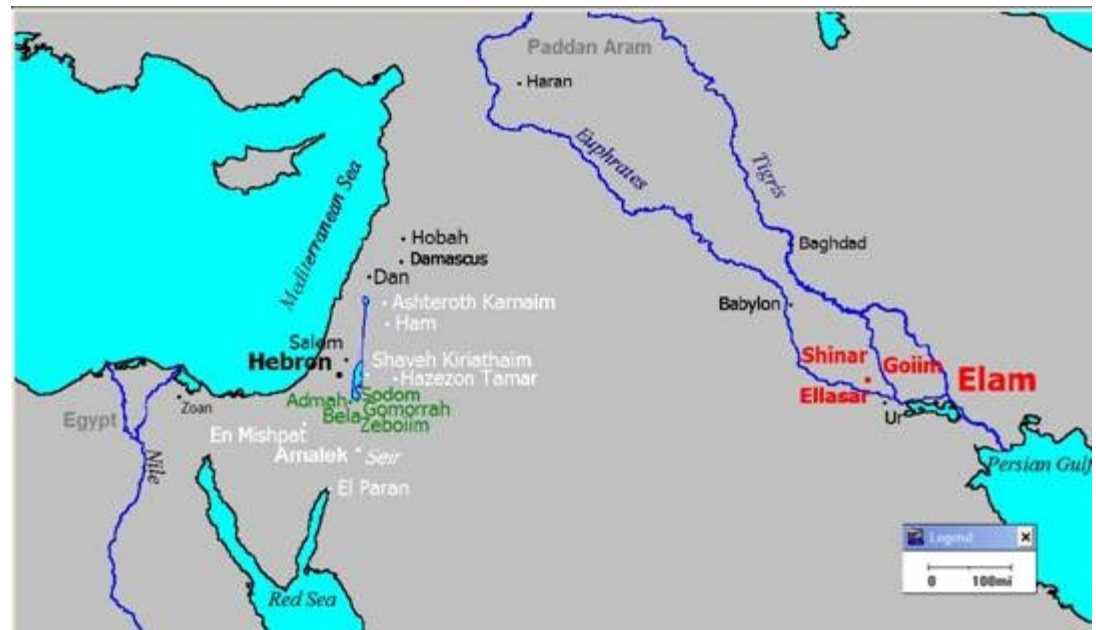 Paddan Aram
Haran
Euphrates
Tigris
Mediterranean Sea
Hobah
Damascus
Baghdad
Dan
Ashteroth Karnaim
Babylon
Ham
Salem
Hebron
Shaveh Kiriathaim
Shinar
Goiim
Hazezon Tamar
Elam
Admah
Sodom
Ellasar
Bela
Gomorrah
Zoan
Ur
Egypt
Zeboiim
En Mishpat
Amalek
Seir
Nile
Persian Gulf
El Paran
Legend
0 100mi
Red Sea